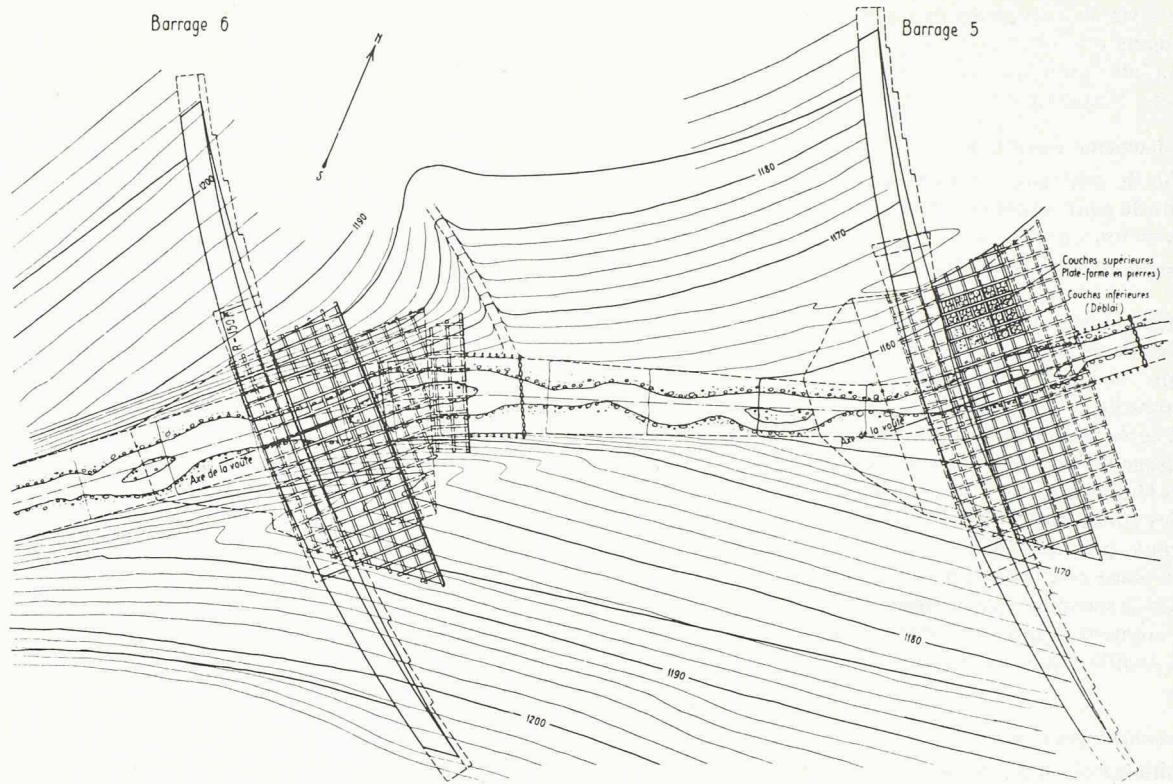 Barrage 6
Barrage 5
N
S
1200
1190
1180
1170
1160
Couches supérieures
Plate-forme en pierres)
Couches inférieures
(Déblai)
Axe de la voûte
Axe de la voûte
1170
1180
1190
1200